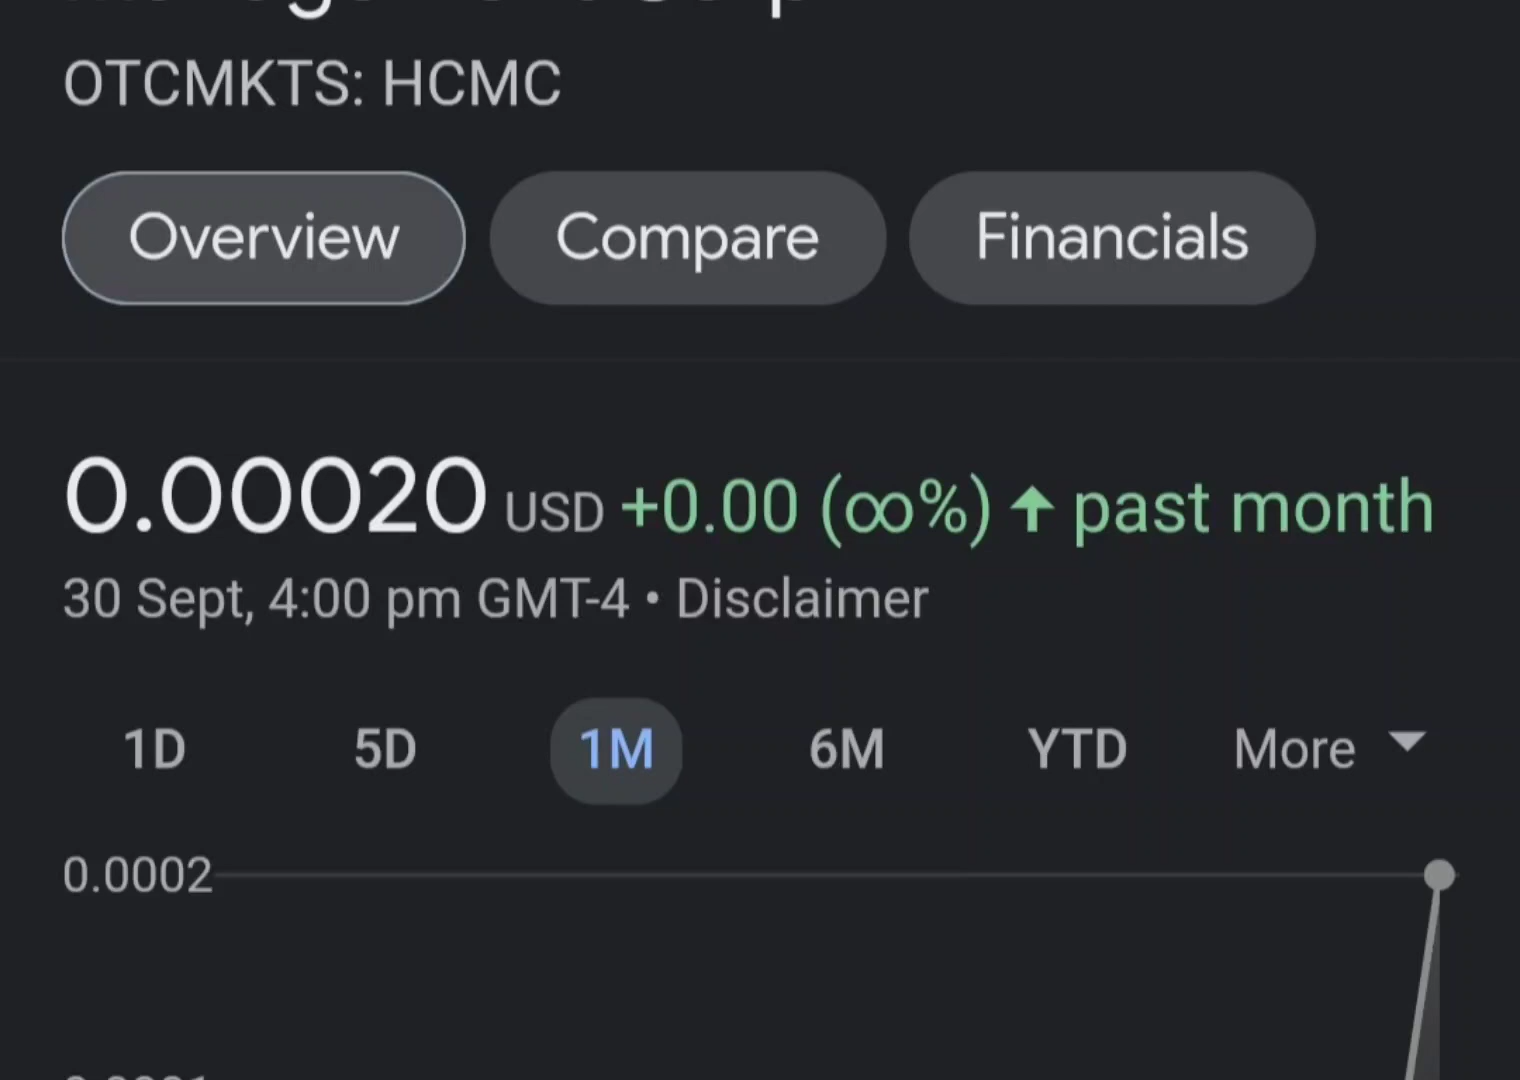 OTCMKTS: HCMC
Overview Compare Financials
0.00020 USD +0.00 (∞%) ↑ past month
30 Sept, 4:00 pm GMT-4 • Disclaimer
1D 5D 1M 6M YTD More
0.0002